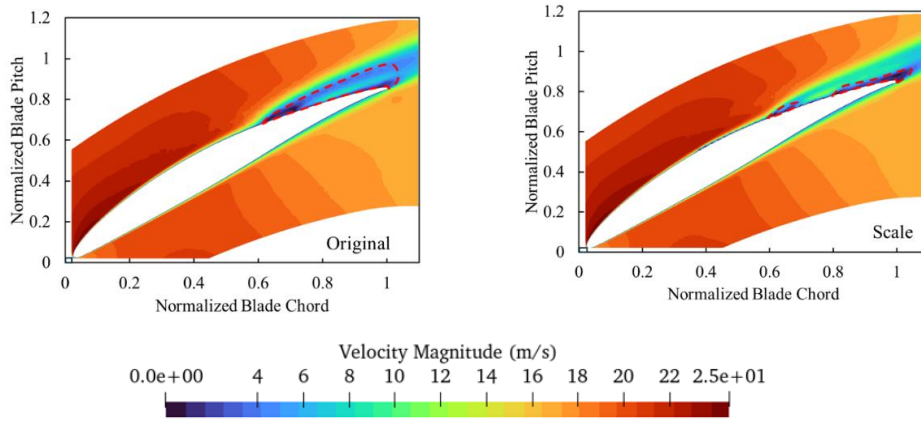 1.2
1
0.8
0.6
0.4
0.2
0
Normalized Blade Pitch
Original
0 0.2 0.4 0.6 0.8 1
Normalized Blade Chord
1.2
1
0.8
0.6
0.4
0.2
0
Normalized Blade Pitch
Scale
0 0.2 0.4 0.6 0.8 1
Normalized Blade Chord
Velocity Magnitude (m/s)
0.0e+00 4 6 8 10 12 14 16 18 20 22 2.5e+01